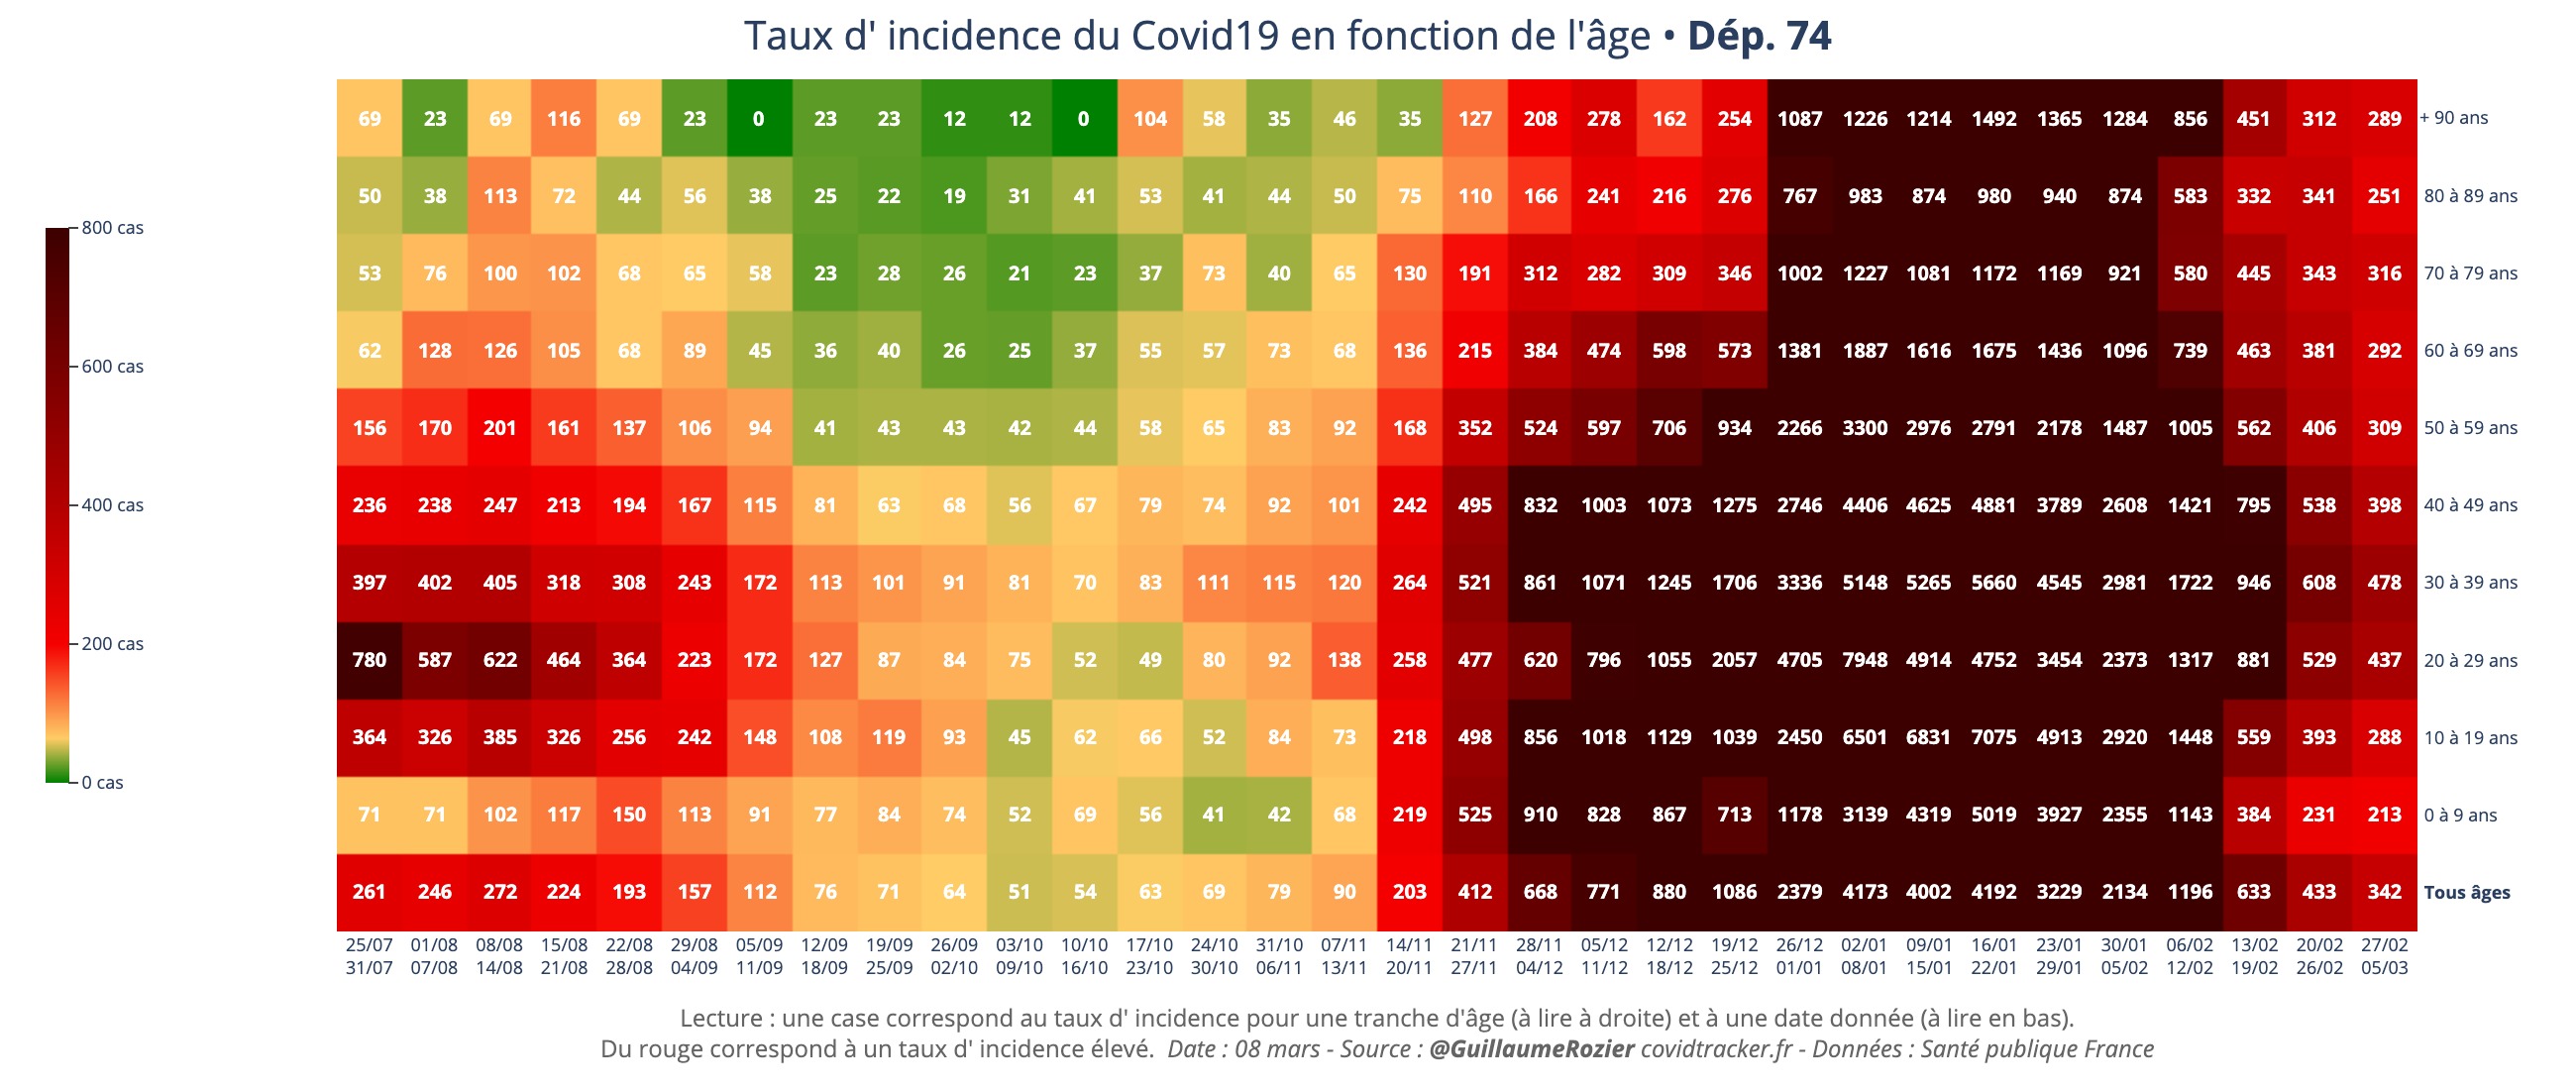 Taux d' incidence du Covid19 en fonction de l'âge • Dép. 74
69 23 69 116 69 23 0 23 23 12 12 0 104 58 35 46 35 127 208 278 162 254 1087 1226 1214 1492 1365 1284 856 451 312 289 + 90 ans
50 38 113 72 44 56 38 25 22 19 31 41 53 41 44 50 75 110 166 241 216 276 767 983 874 980 940 874 583 332 341 251 80 à 89 ans
53 76 100 102 68 65 58 23 28 26 21 23 37 73 40 65 130 191 312 282 309 346 1002 1227 1081 1172 1169 921 580 445 343 316 70 à 79 ans
62 128 126 105 68 89 45 36 40 26 25 37 55 57 73 68 136 215 384 474 598 573 1381 1887 1616 1675 1436 1096 739 463 381 292 60 à 69 ans
156 170 201 161 137 106 94 41 43 43 42 44 58 65 83 92 168 352 524 597 706 934 2266 3300 2976 2791 2178 1487 1005 562 406 309 50 à 59 ans
236 238 247 213 194 167 115 81 63 68 56 67 79 74 92 101 242 495 832 1003 1073 1275 2746 4406 4625 4881 3789 2608 1421 795 538 398 40 à 49 ans
397 402 405 318 308 243 172 113 101 91 81 70 83 111 115 120 264 521 861 1071 1245 1706 3336 5148 5265 5660 4545 2981 1722 946 608 478 30 à 39 ans
780 587 622 464 364 223 172 127 87 84 75 52 49 80 92 138 258 477 620 796 1055 2057 4705 7948 4914 4752 3454 2373 1317 881 529 437 20 à 29 ans
364 326 385 326 256 242 148 108 119 93 45 62 66 52 84 73 218 498 856 1018 1129 1039 2450 6501 6831 7075 4913 2920 1448 559 393 288 10 à 19 ans
71 71 102 117 150 113 91 77 84 74 52 69 56 41 42 68 219 525 910 828 867 713 1178 3139 4319 5019 3927 2355 1143 384 231 213 0 à 9 ans
261 246 272 224 193 157 112 76 71 64 51 54 63 69 79 90 203 412 668 771 880 1086 2379 4173 4002 4192 3229 2134 1196 633 433 342 Tous âges
25/07 01/08 08/08 15/08 22/08 29/08 05/09 12/09 19/09 26/09 03/10 10/10 17/10 24/10 31/10 07/11 14/11 21/11 28/11 05/12 12/12 19/12 26/12 02/01 09/01 16/01 23/01 30/01 06/02 13/02 20/02 27/02
31/07 07/08 14/08 21/08 28/08 04/09 11/09 18/09 25/09 02/10 09/10 16/10 23/10 30/10 06/11 13/11 20/11 27/11 04/12 11/12 18/12 25/12 01/01 08/01 15/01 22/01 29/01 05/02 12/02 19/02 26/02 05/03
800 cas
600 cas
400 cas
200 cas
0 cas
Lecture : une case correspond au taux d' incidence pour une tranche d'âge (à lire à droite) et à une date donnée (à lire en bas).
Du rouge correspond à un taux d' incidence élevé. Date : 08 mars - Source : @GuillaumeRozier covidtracker.fr - Données : Santé publique France